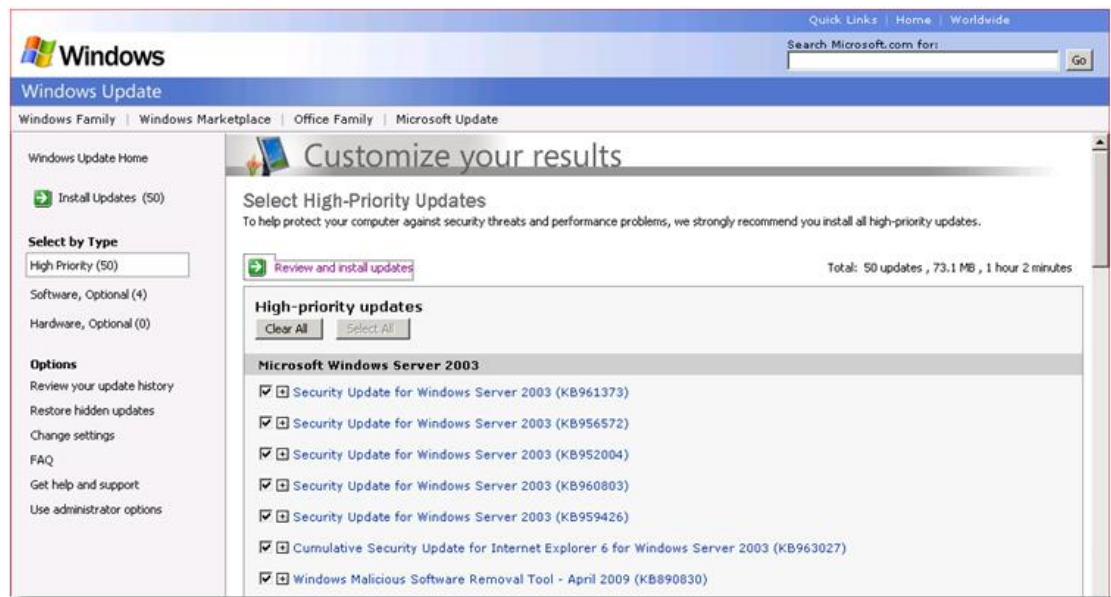 Quick Links | Home | Worldwide
Windows
Search Microsoft.com for:
Go
Windows Update
Windows Family | Windows Marketplace | Office Family | Microsoft Update
Windows Update Home
Install Updates (50)
Select by Type
High Priority (50)
Software, Optional (4)
Hardware, Optional (0)
Options
Review your update history
Restore hidden updates
Change settings
FAQ
Get help and support
Use administrator options
Customize your results
Select High-Priority Updates
To help protect your computer against security threats and performance problems, we strongly recommend you install all high-priority updates.
Review and install updates
Total: 50 updates , 73.1 MB , 1 hour 2 minutes
High-priority updates
Clear All Select All
Microsoft Windows Server 2003
Security Update for Windows Server 2003 (KB961373)
Security Update for Windows Server 2003 (KB956572)
Security Update for Windows Server 2003 (KB952004)
Security Update for Windows Server 2003 (KB960803)
Security Update for Windows Server 2003 (KB959426)
Cumulative Security Update for Internet Explorer 6 for Windows Server 2003 (KB963027)
Windows Malicious Software Removal Tool - April 2009 (KB890830)